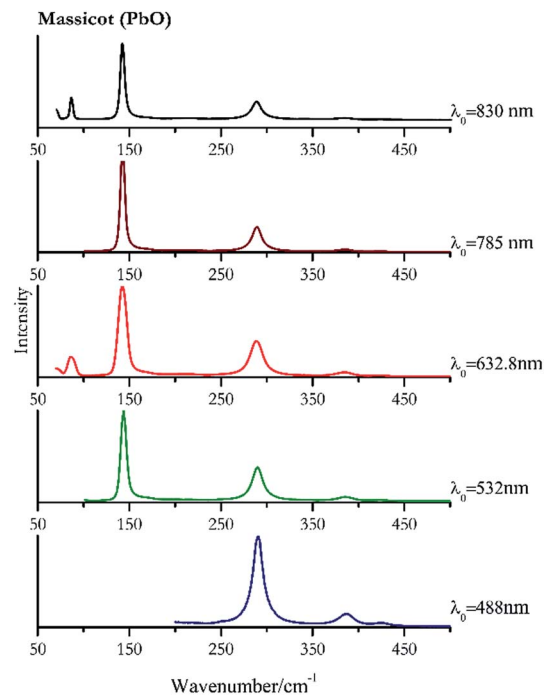 Massicot (PbO)
50 150 250 350 450
λ₀=830 nm
50 150 250 350 450
λ₀=785 nm
Intensity
50 150 250 350 450
λ₀=632.8nm
50 150 250 350 450
λ₀=532nm
50 150 250 350 450
λ₀=488nm
Wavenumber/cm⁻¹